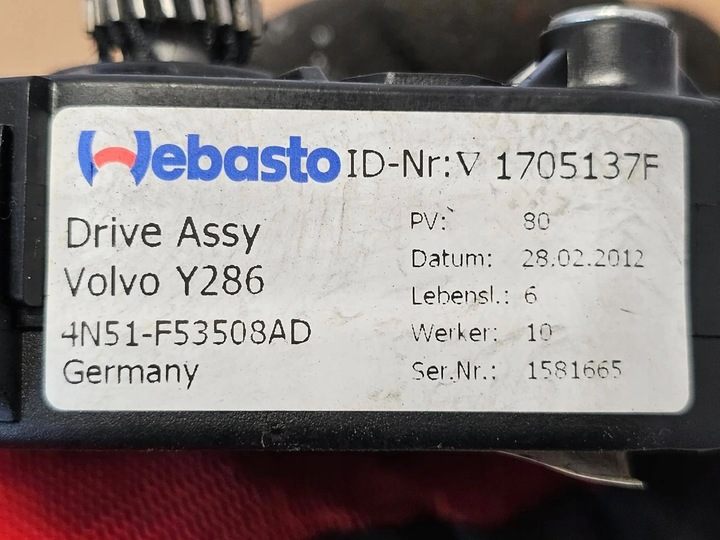 Webasto ID-Nr:∇ 1705137F
Drive Assy
Volvo Y286
4N51-F53508AD
Germany
PV: 80
Datum: 28.02.2012
Lebensl.: 6
Werker: 10
Ser.Nr.: 1581665